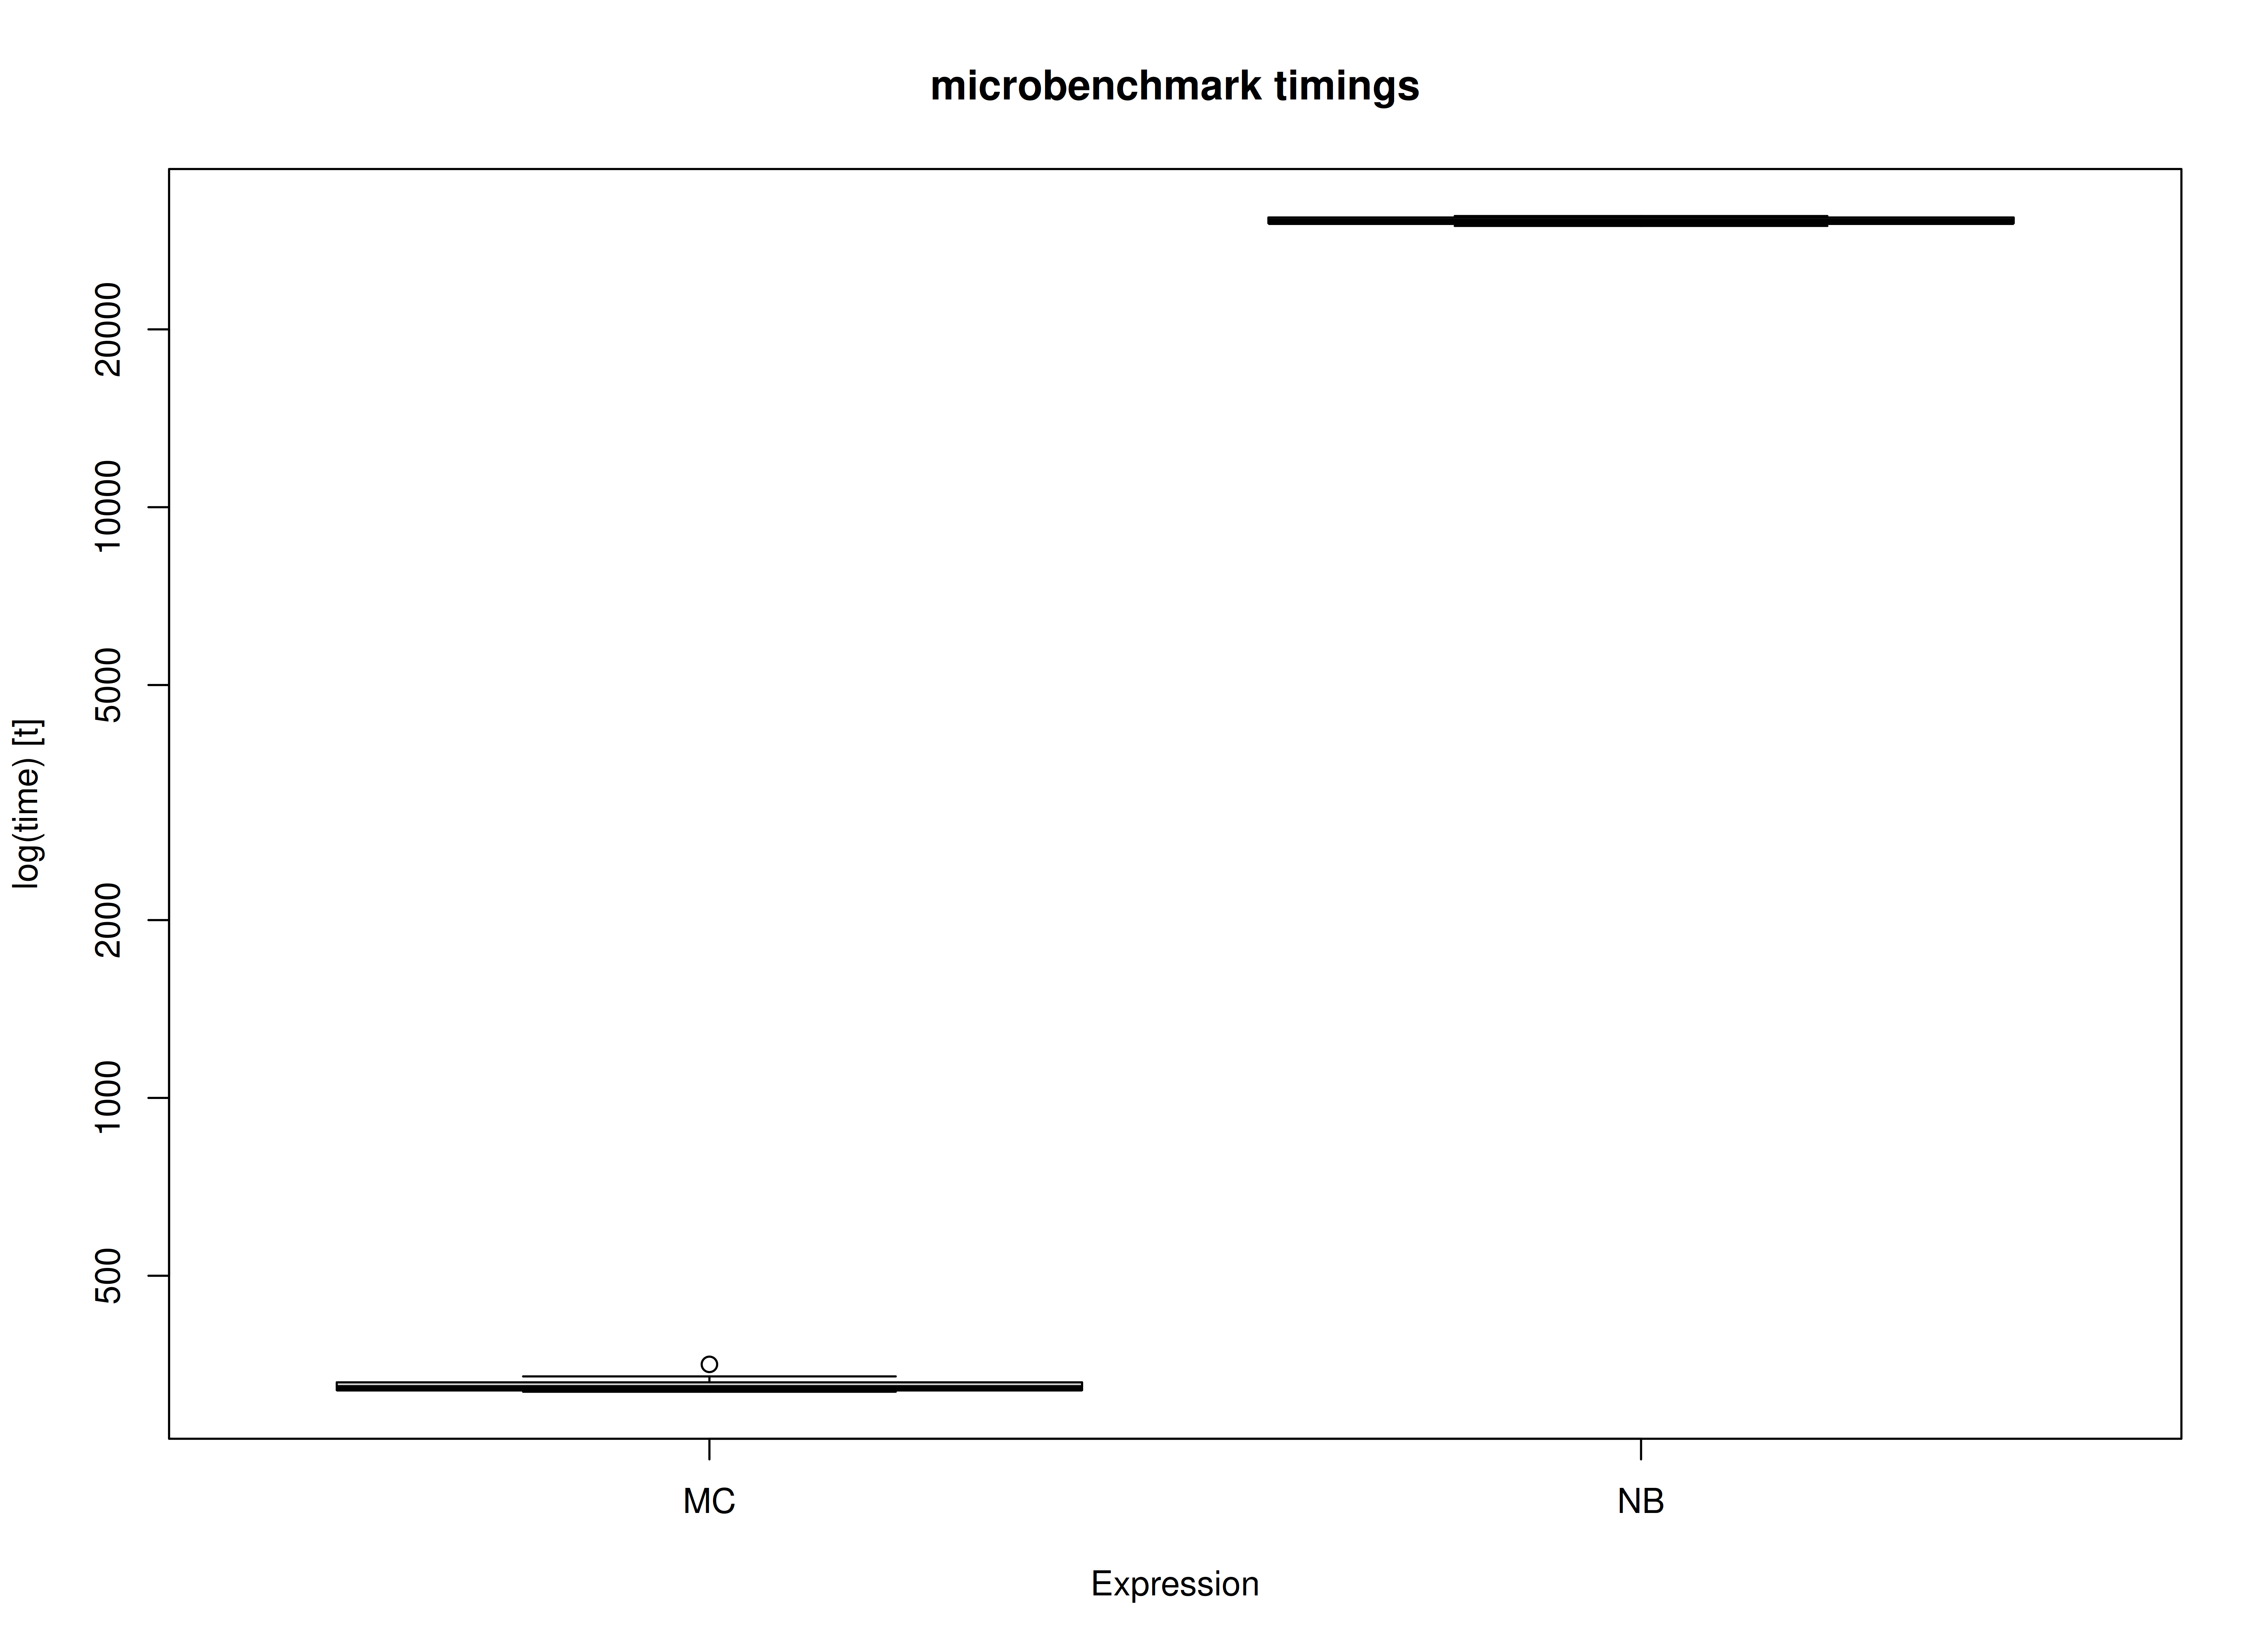 microbenchmark timings
log(time) [t]
20000
10000
5000
2000
1000
500
MC
NB
Expression